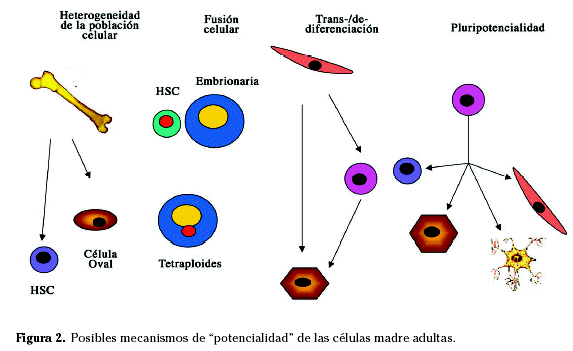 Heterogeneidad
de la población
celular
Fusión
celular
Trans-/de-
diferenciación
Pluripotencialidad
HSC
Embrionaria
Célula
Oval
HSC
Tetraploides
Figura 2. Posibles mecanismos de “potencialidad” de las células madre adultas.